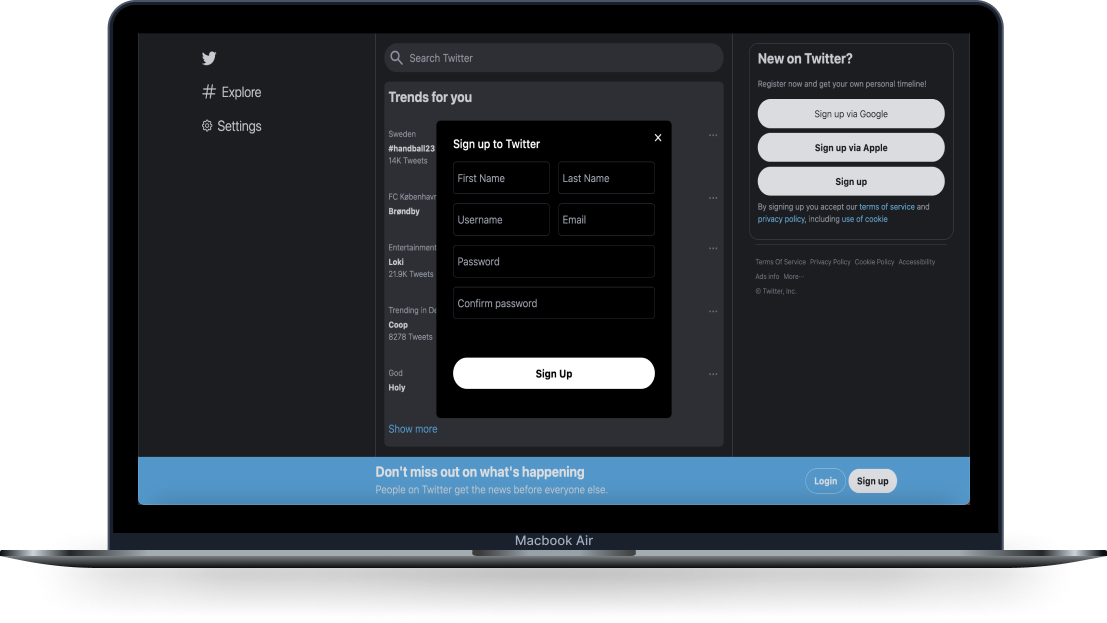 Explore
Settings
Search Twitter
Trends for you
Sweden
#handball23
14K Tweets
FC Københav
Brøndby
Entertainment
Loki
21.9K Tweets
Trending in De
Coop
8278 Tweets
God
Holy
Show more
Sign up to Twitter
First Name
Last Name
Username
Email
Password
Confirm password
Sign Up
New on Twitter?
Register now and get your own personal timeline!
Sign up via Google
Sign up via Apple
Sign up
By signing up you accept our terms of service and
privacy policy, including use of cookie
Terms Of Service Privacy Policy Cookie Policy Accessibility
Ads info More···
© Twitter, Inc.
Don't miss out on what's happening
People on Twitter get the news before everyone else.
Login
Sign up
Macbook Air